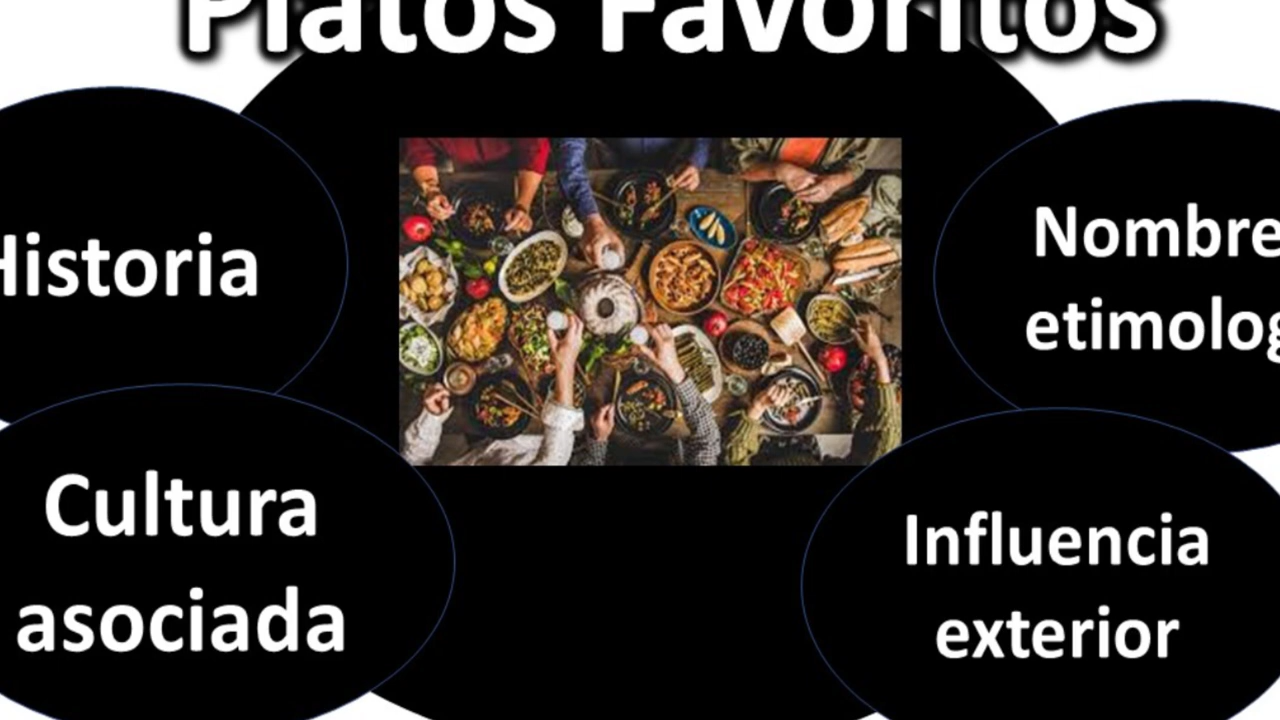 Platos Favoritos
Historia
Nombre
etimolog
Cultura
asociada
Influencia
exterior